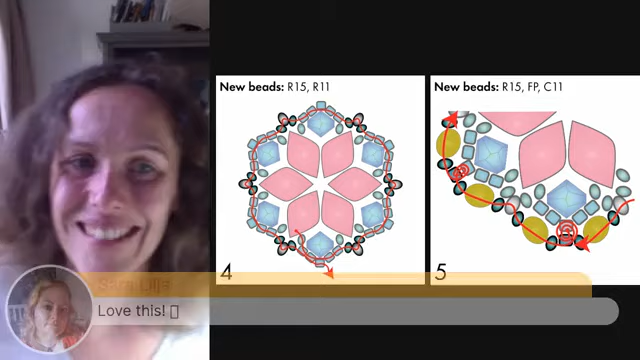 New beads: R15, R11
New beads: R15, FP, C11
4
5
Love this!